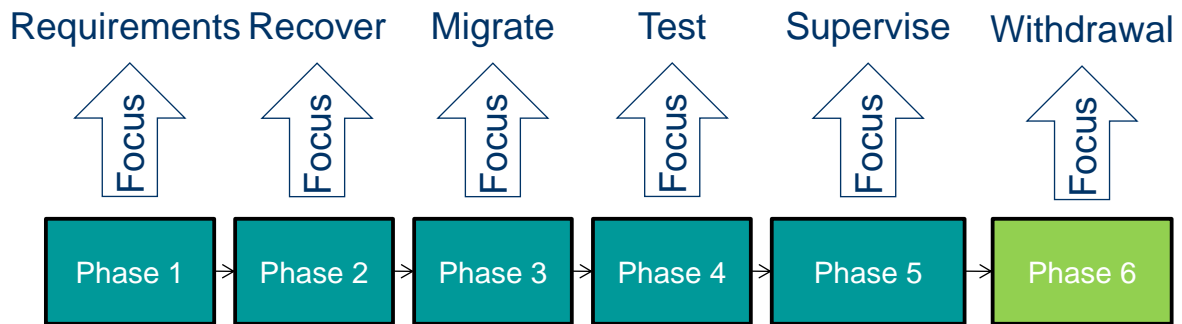 Requirements Recover Migrate Test Supervise Withdrawal
Focus Focus Focus Focus Focus Focus
Phase 1 Phase 2 Phase 3 Phase 4 Phase 5 Phase 6